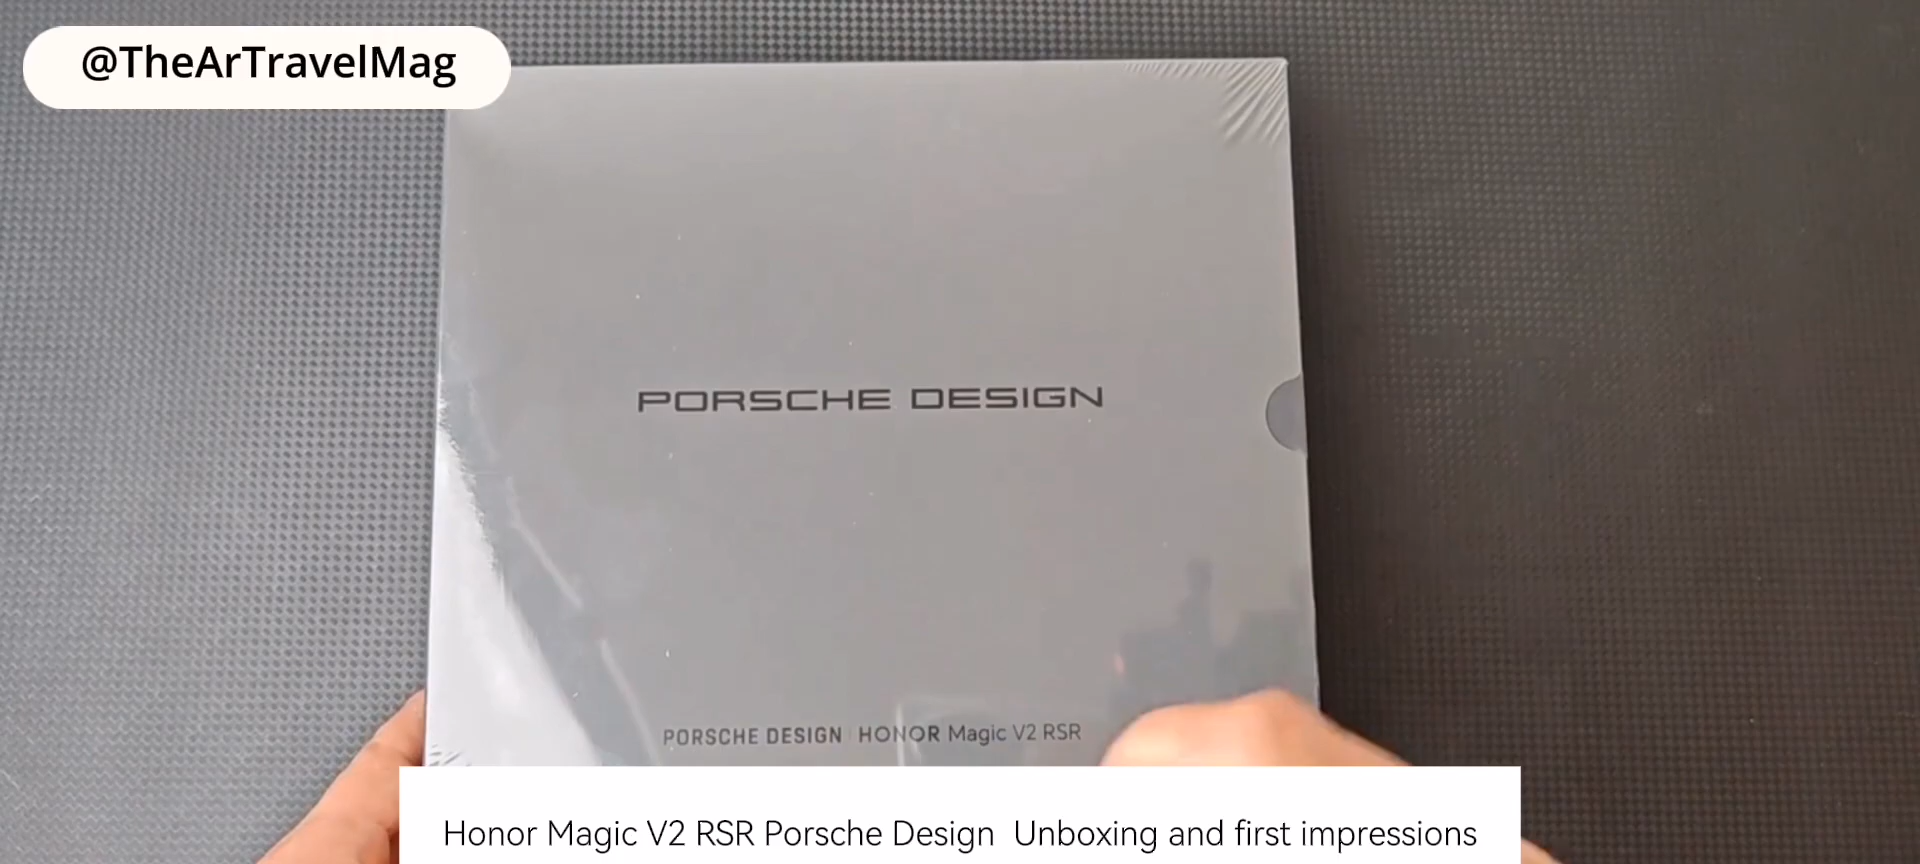 @TheArTravelMag
PORSCHE DESIGN
PORSCHE DESIGN | HONOR Magic V2 RSR
Honor Magic V2 RSR Porsche Design  Unboxing and first impressions